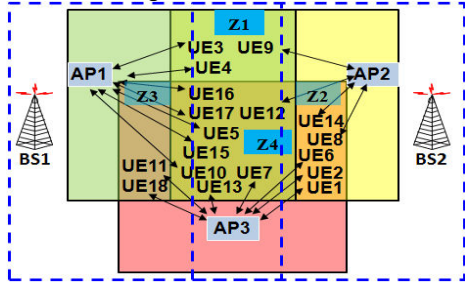 Z1
UE3 UE9
AP1 UE4 AP2
Z3 UE16 Z2
UE17 UE12 UE14
UE5 UE8
BS1 UE15 Z4 UE6 BS2
UE11 UE10 UE7 UE2
UE18 UE13 UE1
AP3